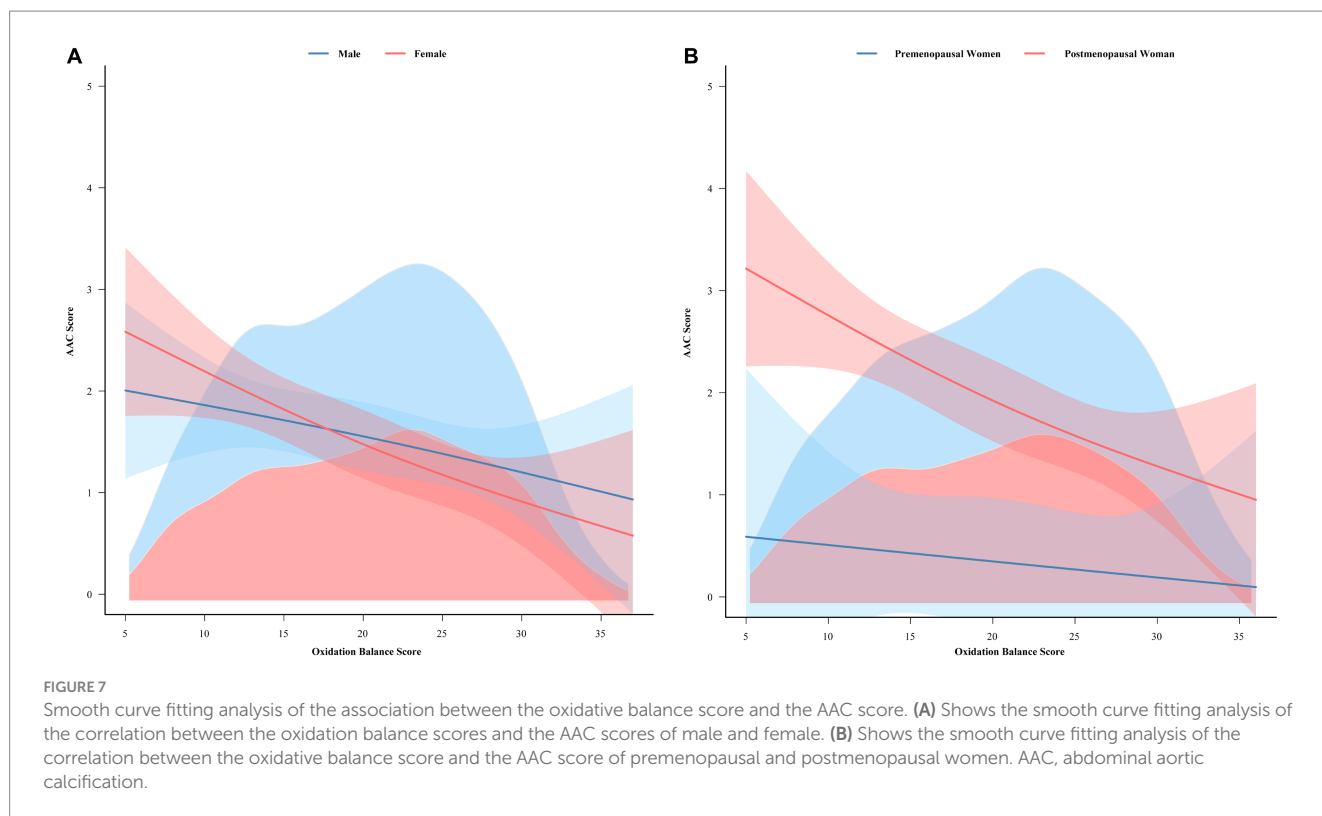 A
Male Female
AAC Score
5
4
3
2
1
0
5 10 15 20 25 30 35
Oxidation Balance Score
B
Premenopausal Women Postmenopausal Woman
AAC Score
5
4
3
2
1
0
5 10 15 20 25 30 35
Oxidation Balance Score
FIGURE 7
Smooth curve fitting analysis of the association between the oxidative balance score and the AAC score. (A) Shows the smooth curve fitting analysis of
the correlation between the oxidation balance scores and the AAC scores of male and female. (B) Shows the smooth curve fitting analysis of the
correlation between the oxidative balance score and the AAC score of premenopausal and postmenopausal women. AAC, abdominal aortic
calcification.